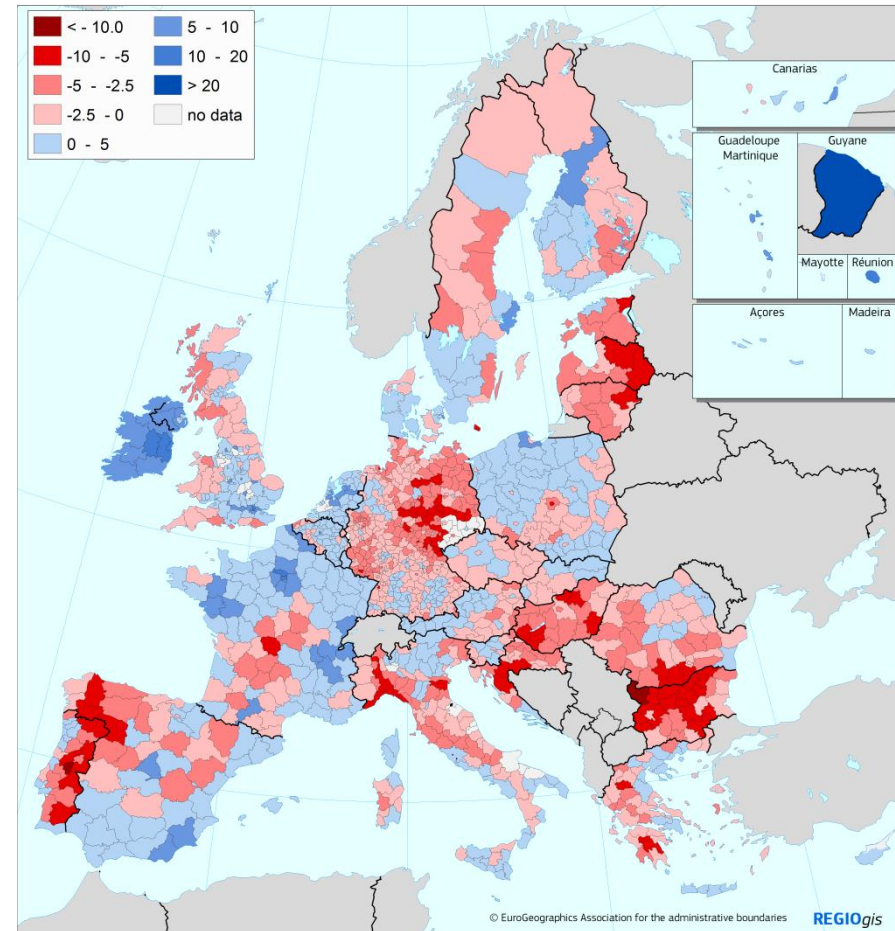 < - 10.0
-10 - -5
-5 - -2.5
-2.5 - 0
0 - 5
5 - 10
10 - 20
> 20
no data
Canarias
Guadeloupe
Martinique
Guyane
Mayotte
Réunion
Açores
Madeira
© EuroGeographics Association for the administrative boundaries
REGIOgis